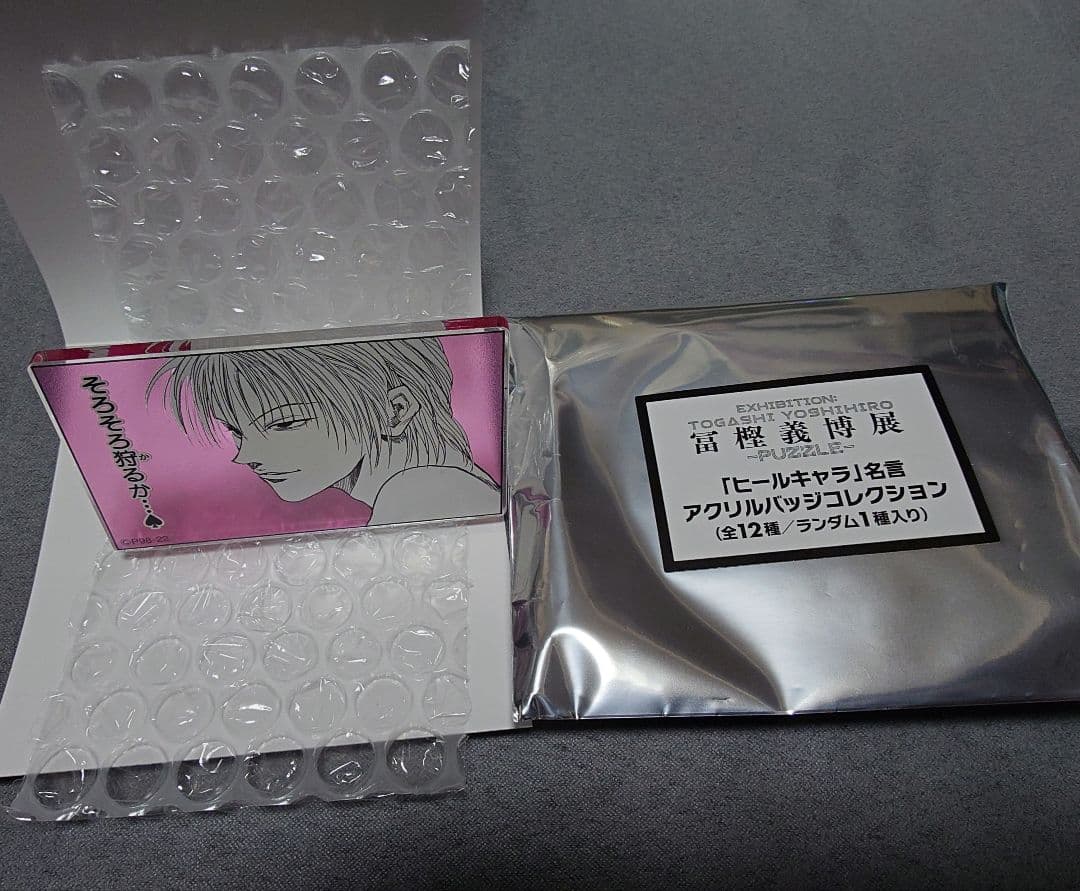 そろそろ狩るか…♠
か
©P98-22
EXHIBITION:
TOGASHI YOSHIHIRO
冨樫義博展
~PUZZLE~
「ヒールキャラ」名言
アクリルバッジコレクション
(全12種/ランダム1種入り)